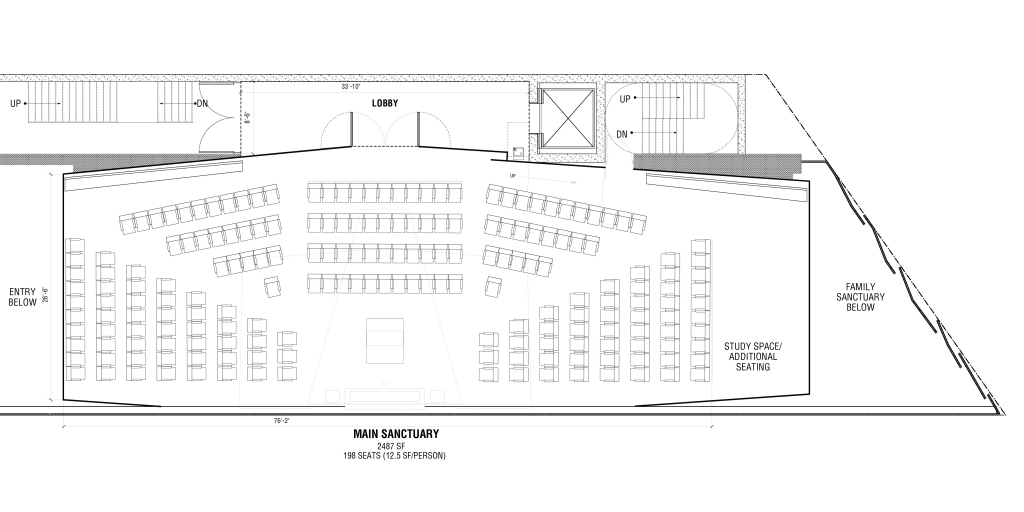 33'-10"
LOBBY
UP
DN
UP
DN
8'-6"
UP
ENTRY
BELOW
26'-6"
FAMILY
SANCTUARY
BELOW
STUDY SPACE/
ADDITIONAL
SEATING
76'-2"
MAIN SANCTUARY
2487 SF
198 SEATS (12.5 SF/PERSON)